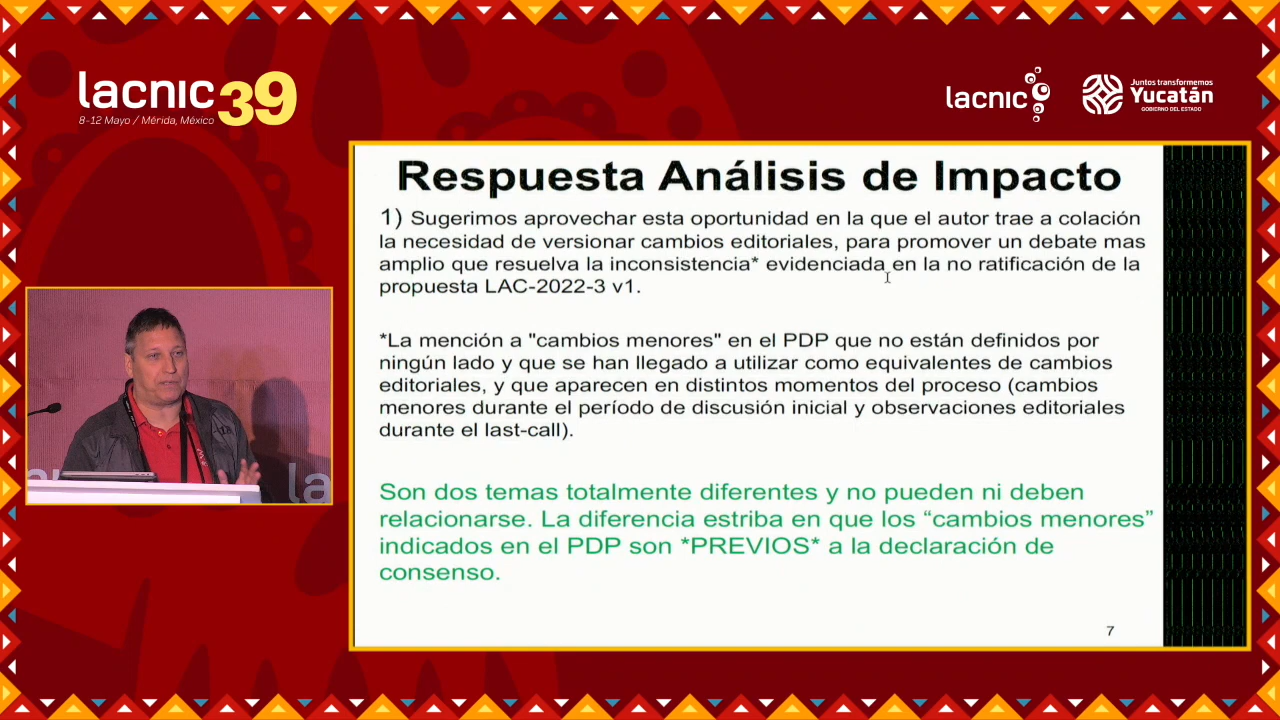 lacnic39
8-12 Mayo / Mérida, México
lacnic
Juntos transformemos
Yucatán
GOBIERNO DEL ESTADO
Respuesta Análisis de Impacto
1) Sugerimos aprovechar esta oportunidad en la que el autor trae a colación
la necesidad de versionar cambios editoriales, para promover un debate mas
amplio que resuelva la inconsistencia* evidenciada en la no ratificación de la
propuesta LAC-2022-3 v1.
*La mención a "cambios menores" en el PDP que no están definidos por
ningún lado y que se han llegado a utilizar como equivalentes de cambios
editoriales, y que aparecen en distintos momentos del proceso (cambios
menores durante el período de discusión inicial y observaciones editoriales
durante el last-call).
Son dos temas totalmente diferentes y no pueden ni deben
relacionarse. La diferencia estriba en que los “cambios menores”
indicados en el PDP son *PREVIOS* a la declaración de
consenso.
7
la